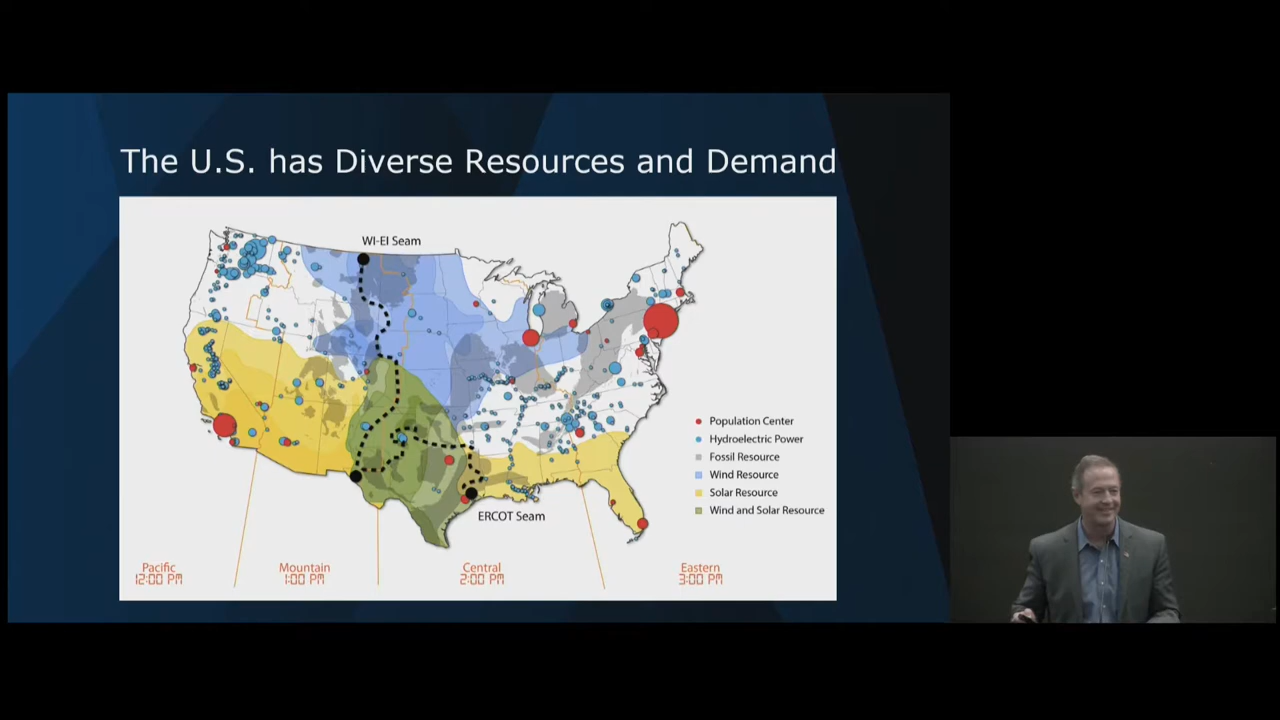 The U.S. has Diverse Resources and Demand
WI-EI Seam
Population Center
Hydroelectric Power
Fossil Resource
Wind Resource
Solar Resource
Wind and Solar Resource
ERCOT Seam
Pacific
12:00 PM
Mountain
1:00 PM
Central
2:00 PM
Eastern
3:00 PM